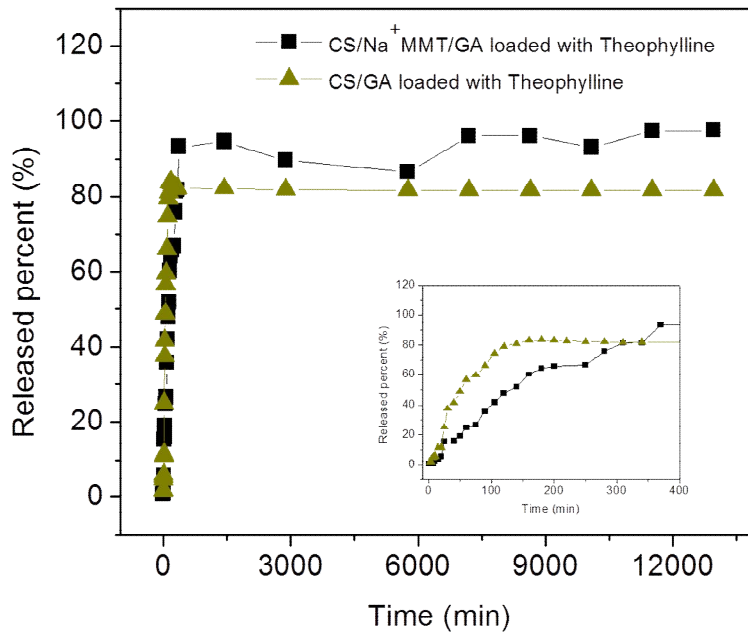 CS/Na+MMT/GA loaded with Theophylline
CS/GA loaded with Theophylline
Released percent (%)
120
100
80
60
40
20
0
0 3000 6000 9000 12000
Time (min)
Released percent (%)
120
100
80
60
40
20
0
0 100 200 300 400
Time (min)